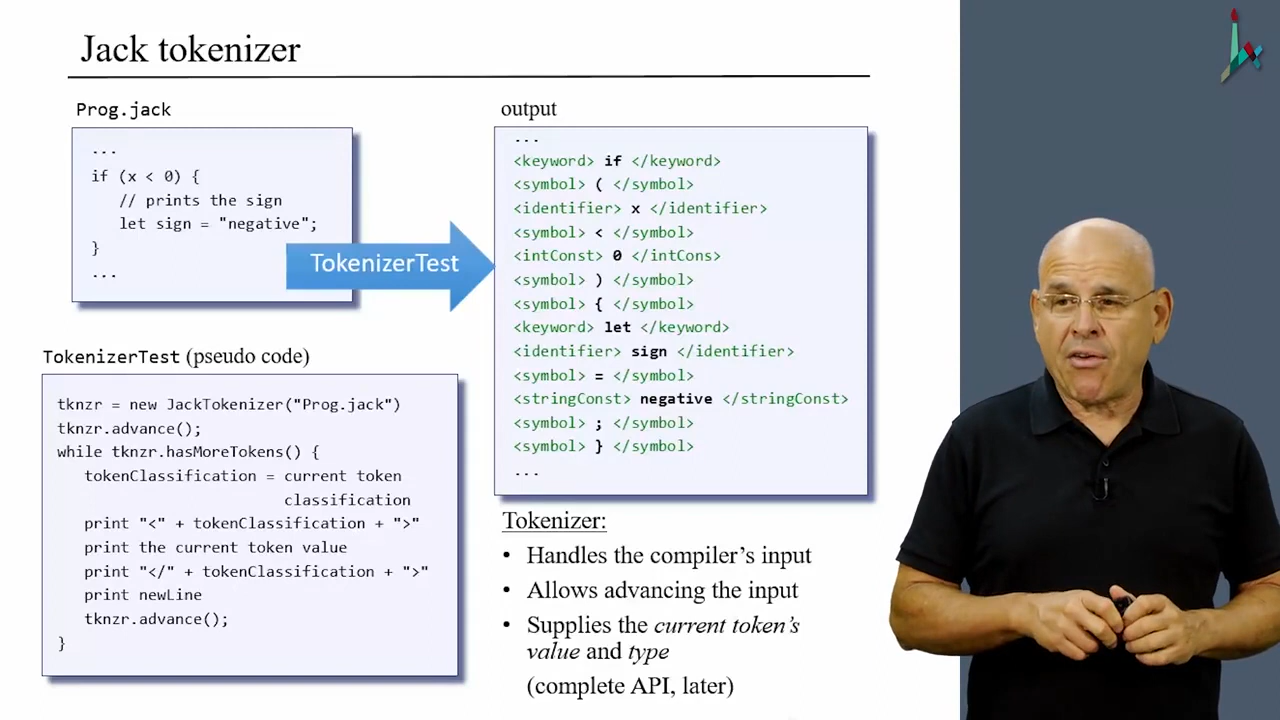 Jack tokenizer
Prog.jack
...
if (x < 0) {
// prints the sign
let sign = "negative";
}
...
TokenizerTest
output
...
<keyword> if </keyword>
<symbol> ( </symbol>
<identifier> x </identifier>
<symbol> < </symbol>
<intConst> 0 </intCons>
<symbol> ) </symbol>
<symbol> { </symbol>
<keyword> let </keyword>
<identifier> sign </identifier>
<symbol> = </symbol>
<stringConst> negative </stringConst>
<symbol> ; </symbol>
<symbol> } </symbol>
...
TokenizerTest (pseudo code)
tknzr = new JackTokenizer("Prog.jack")
tknzr.advance();
while tknzr.hasMoreTokens() {
tokenClassification = current token
classification
print "<" + tokenClassification + ">"
print the current token value
print "</" + tokenClassification + ">"
print newLine
tknzr.advance();
}
Tokenizer:
• Handles the compiler's input
• Allows advancing the input
• Supplies the current token's
value and type
(complete API, later)